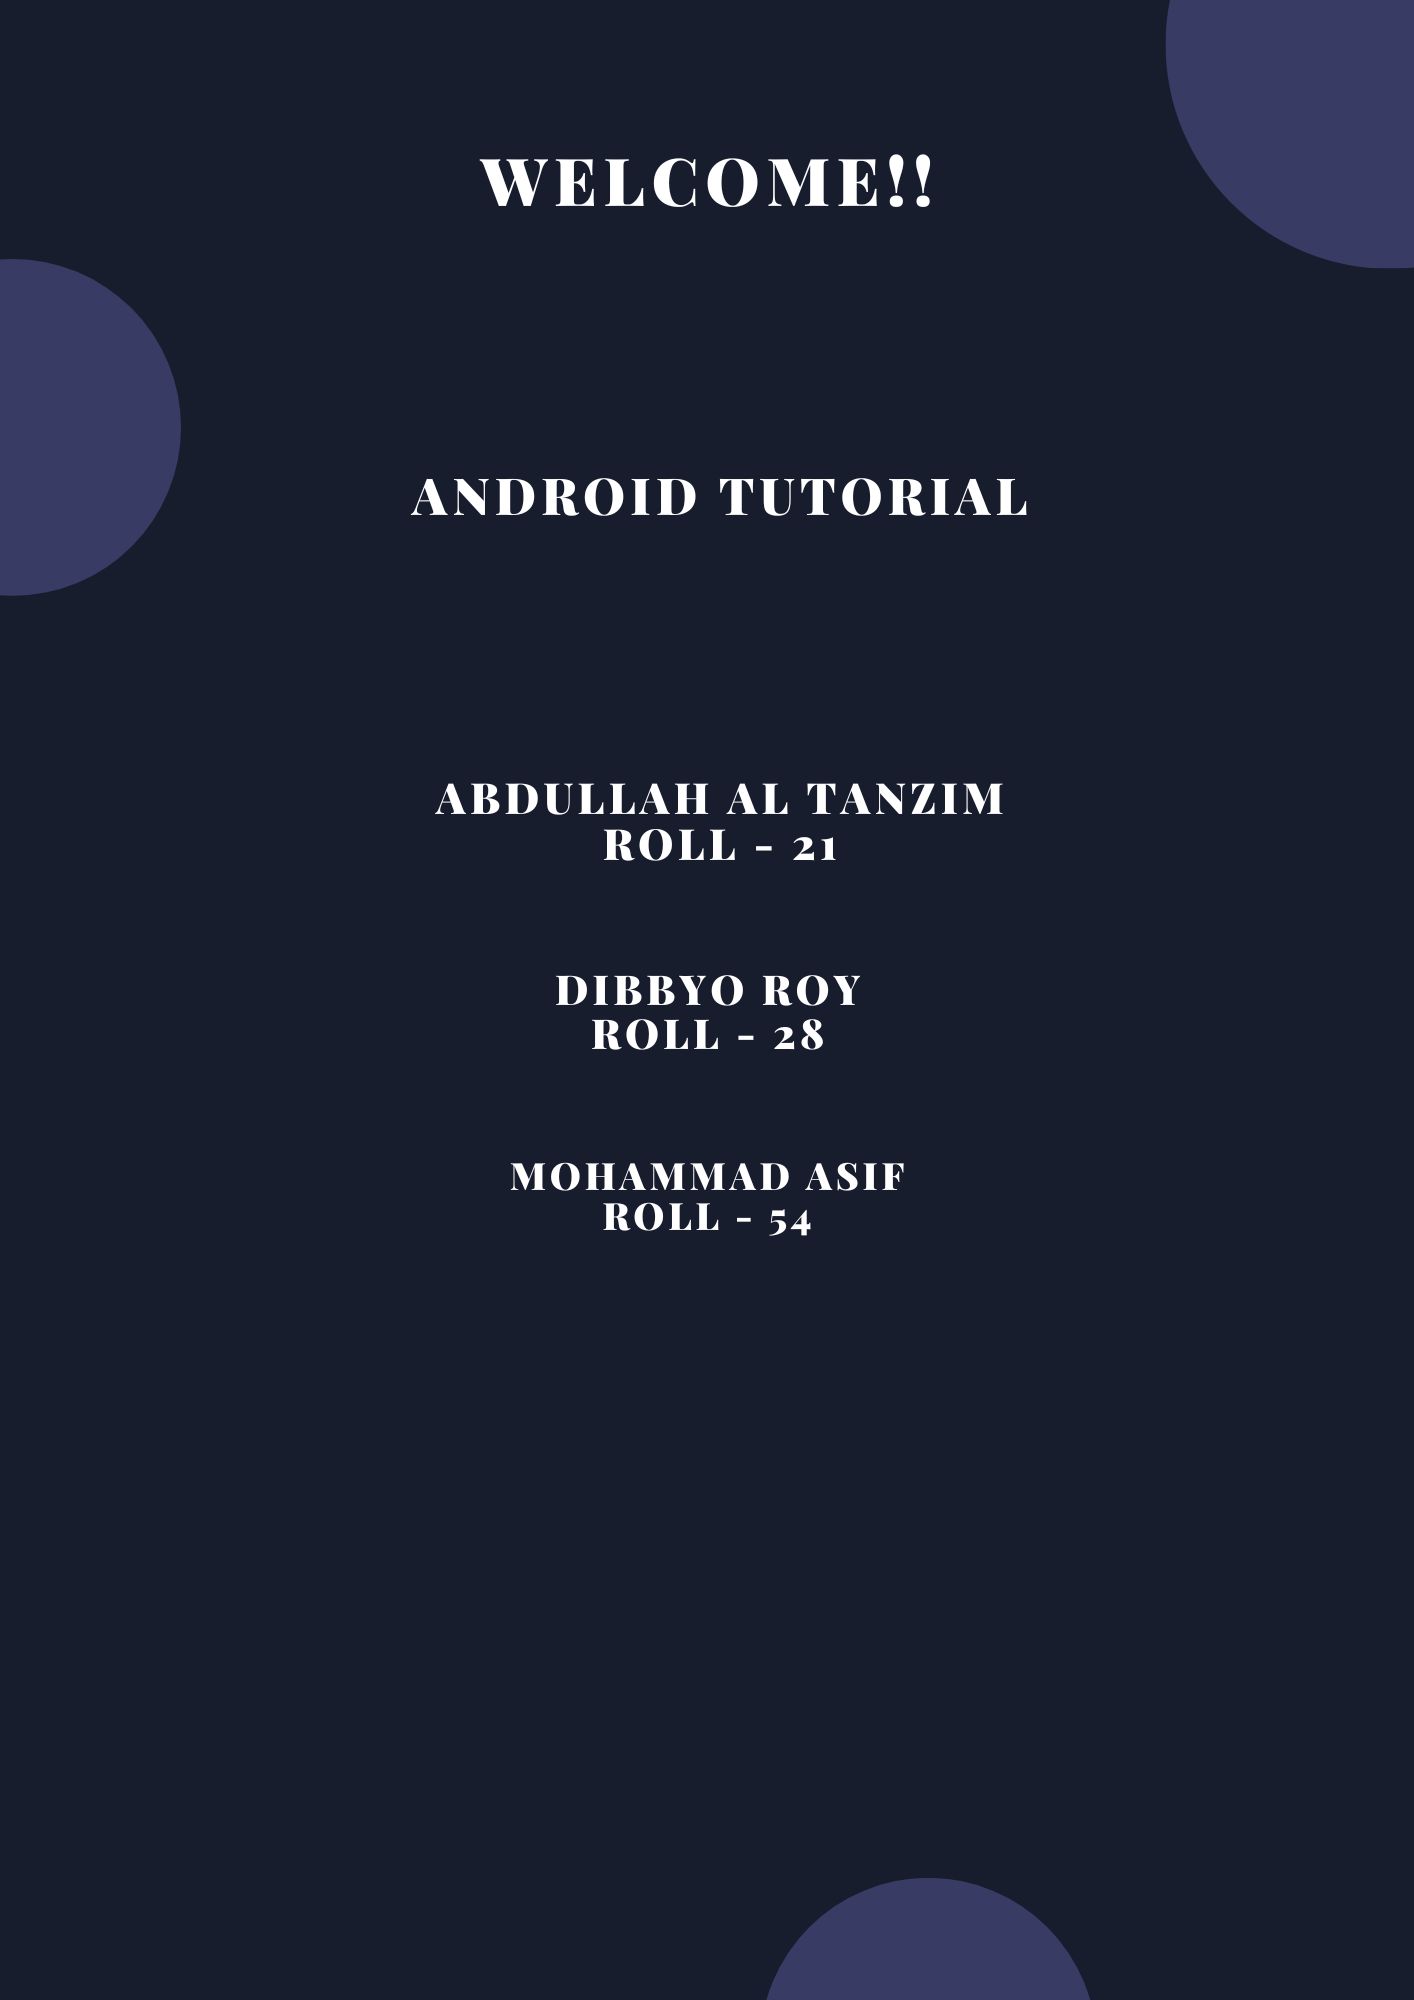 WELCOME!!
ANDROID TUTORIAL
ABDULLAH AL TANZIM
ROLL - 21
DIBBYO ROY
ROLL - 28
MOHAMMAD ASIF
ROLL - 54